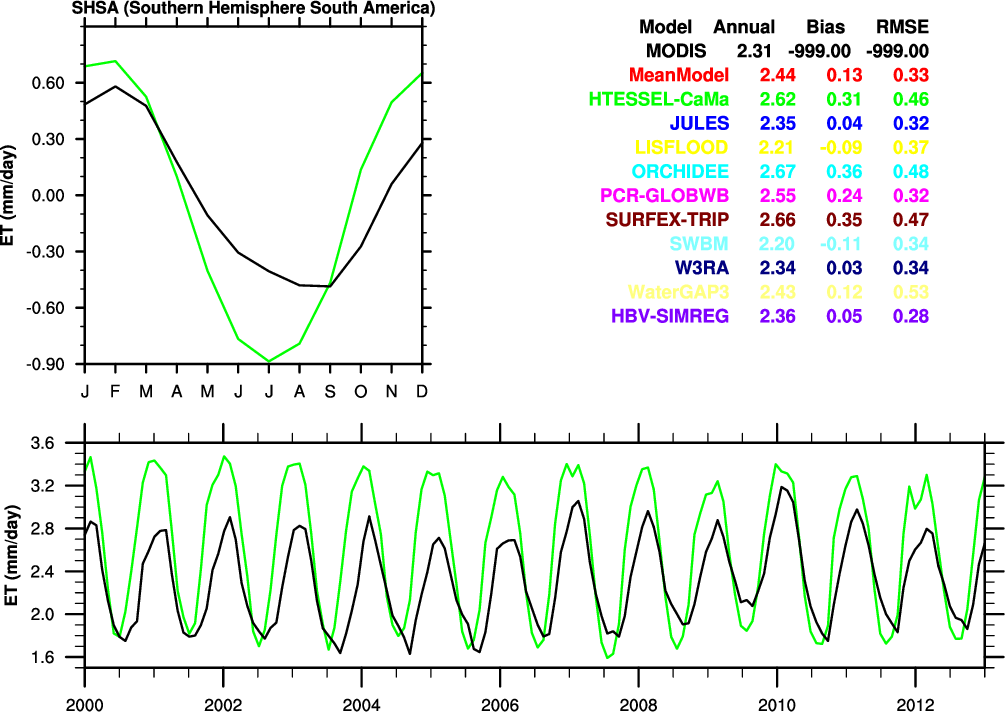 SHSA (Southern Hemisphere South America)
ET (mm/day)
0.60
0.30
0.00
-0.30
-0.60
-0.90
J F M A M J J A S O N D
Model Annual Bias RMSE
MODIS 2.31 -999.00 -999.00
MeanModel 2.44 0.13 0.33
HTESSEL-CaMa 2.62 0.31 0.46
JULES 2.35 0.04 0.32
LISFLOOD 2.21 -0.09 0.37
ORCHIDEE 2.67 0.36 0.48
PCR-GLOBWB 2.55 0.24 0.32
SURFEX-TRIP 2.66 0.35 0.47
SWBM 2.20 -0.11 0.34
W3RA 2.34 0.03 0.34
WaterGAP3 2.43 0.12 0.53
HBV-SIMREG 2.36 0.05 0.28
ET (mm/day)
3.6
3.2
2.8
2.4
2.0
1.6
2000 2002 2004 2006 2008 2010 2012